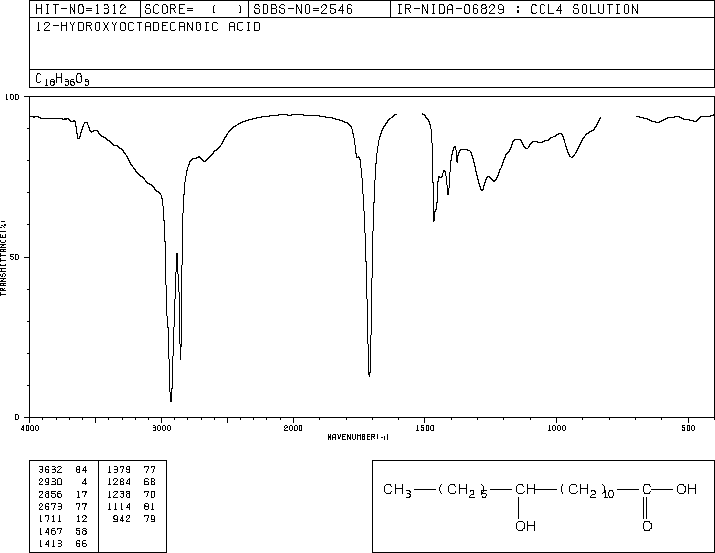 HIT-NO=1312 SCORE= ( ) SDBS-NO=2546 IR-NIDA-06829 : CCL4 SOLUTION
12-HYDROXYOCTADECANOIC ACID
C18H36O3
100
50
0
TRANSMITTANCE(%)
4000 3000 2000 1500 1000 500
WAVENUMBER(-1)
3632 84 1379 77
2930 4 1284 68
2856 17 1238 70
2673 77 1114 81
1711 12 942 79
1467 58
1413 66
CH3—(CH2)5—CH—(CH2)10—C—OH
OH O